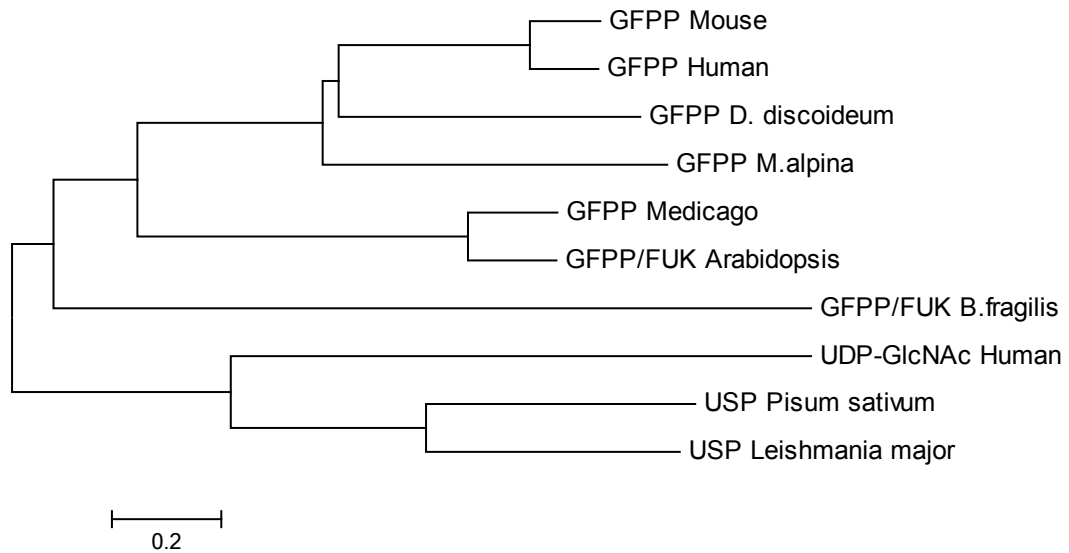 GFPP Mouse
GFPP Human
GFPP D. discoideum
GFPP M.alpina
GFPP Medicago
GFPP/FUK Arabidopsis
GFPP/FUK B.fragilis
UDP-GlcNAc Human
USP Pisum sativum
USP Leishmania major
0.2